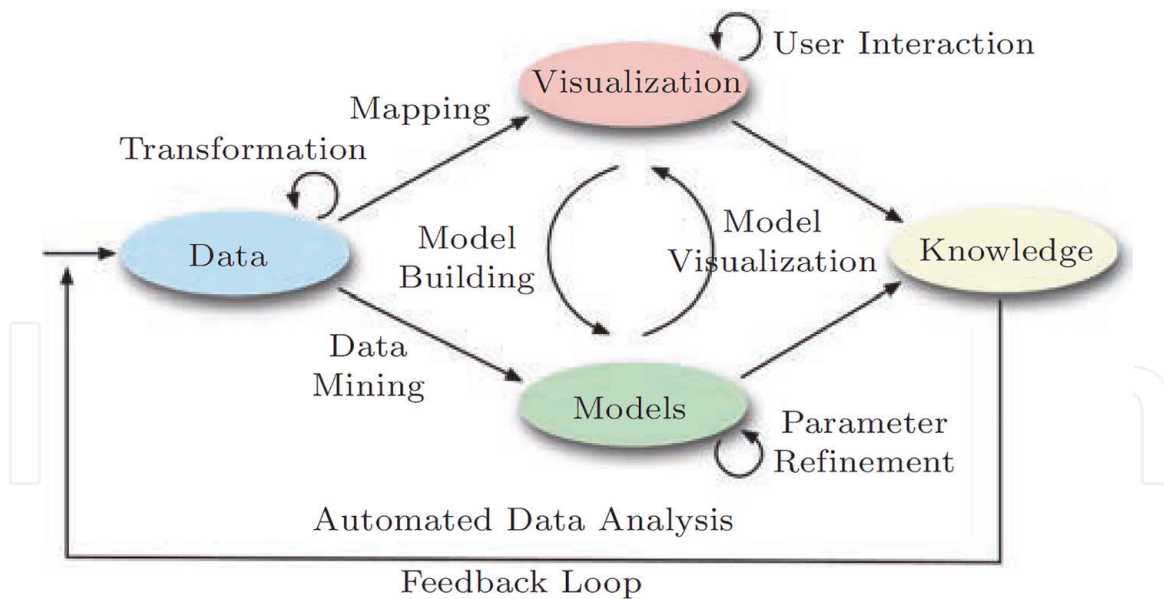 Visualization
User Interaction
Mapping
Transformation
Data
Model
Building
Model
Visualization
Knowledge
Data
Mining
Models
Parameter
Refinement
Automated Data Analysis
Feedback Loop